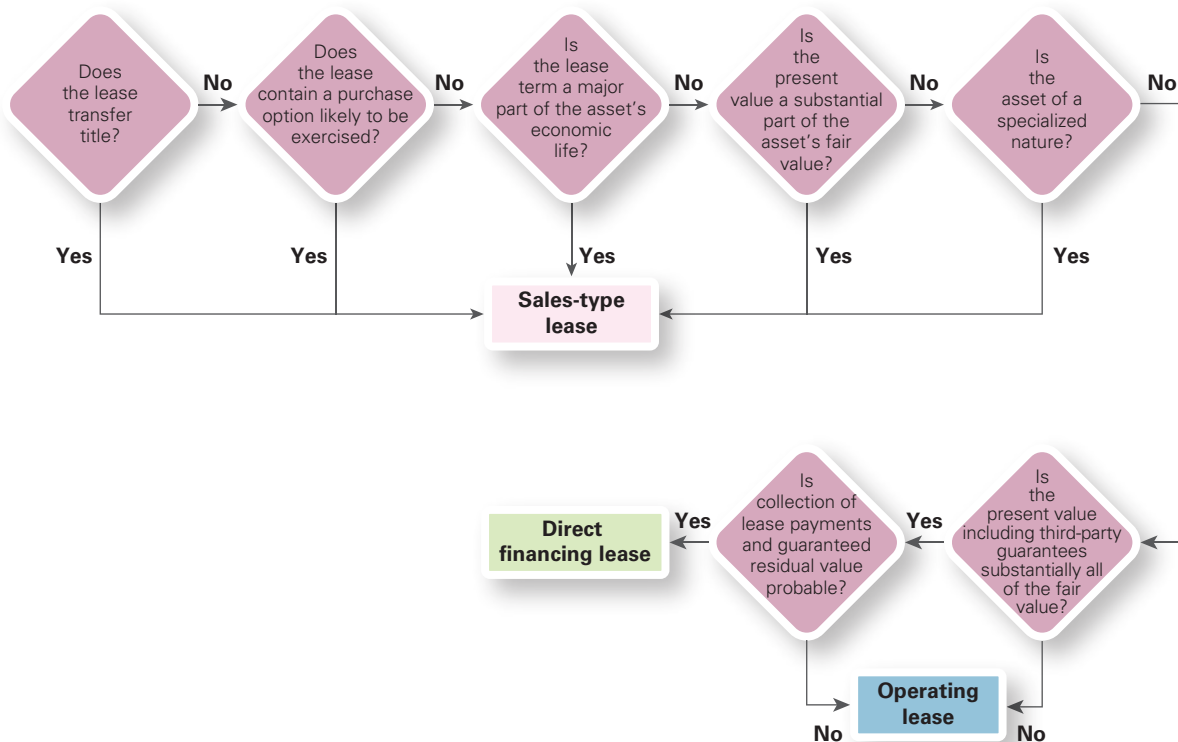 Does
the lease
transfer
title?
No
Does
the lease
contain a purchase
option likely to be
exercised?
No
Is
the lease
term a major
part of the asset's
economic
life?
No
Is
the
present
value a substantial
part of the
asset's fair
value?
No
Is
the
asset of a
specialized
nature?
No
Yes
Yes
Yes
Yes
Yes
Sales-type
lease
Direct
financing lease
Yes
Is
collection of
lease payments
and guaranteed
residual value
probable?
Yes
Is
the
present value
including third-party
guarantees
substantially all
of the fair
value?
Operating
lease
No
No